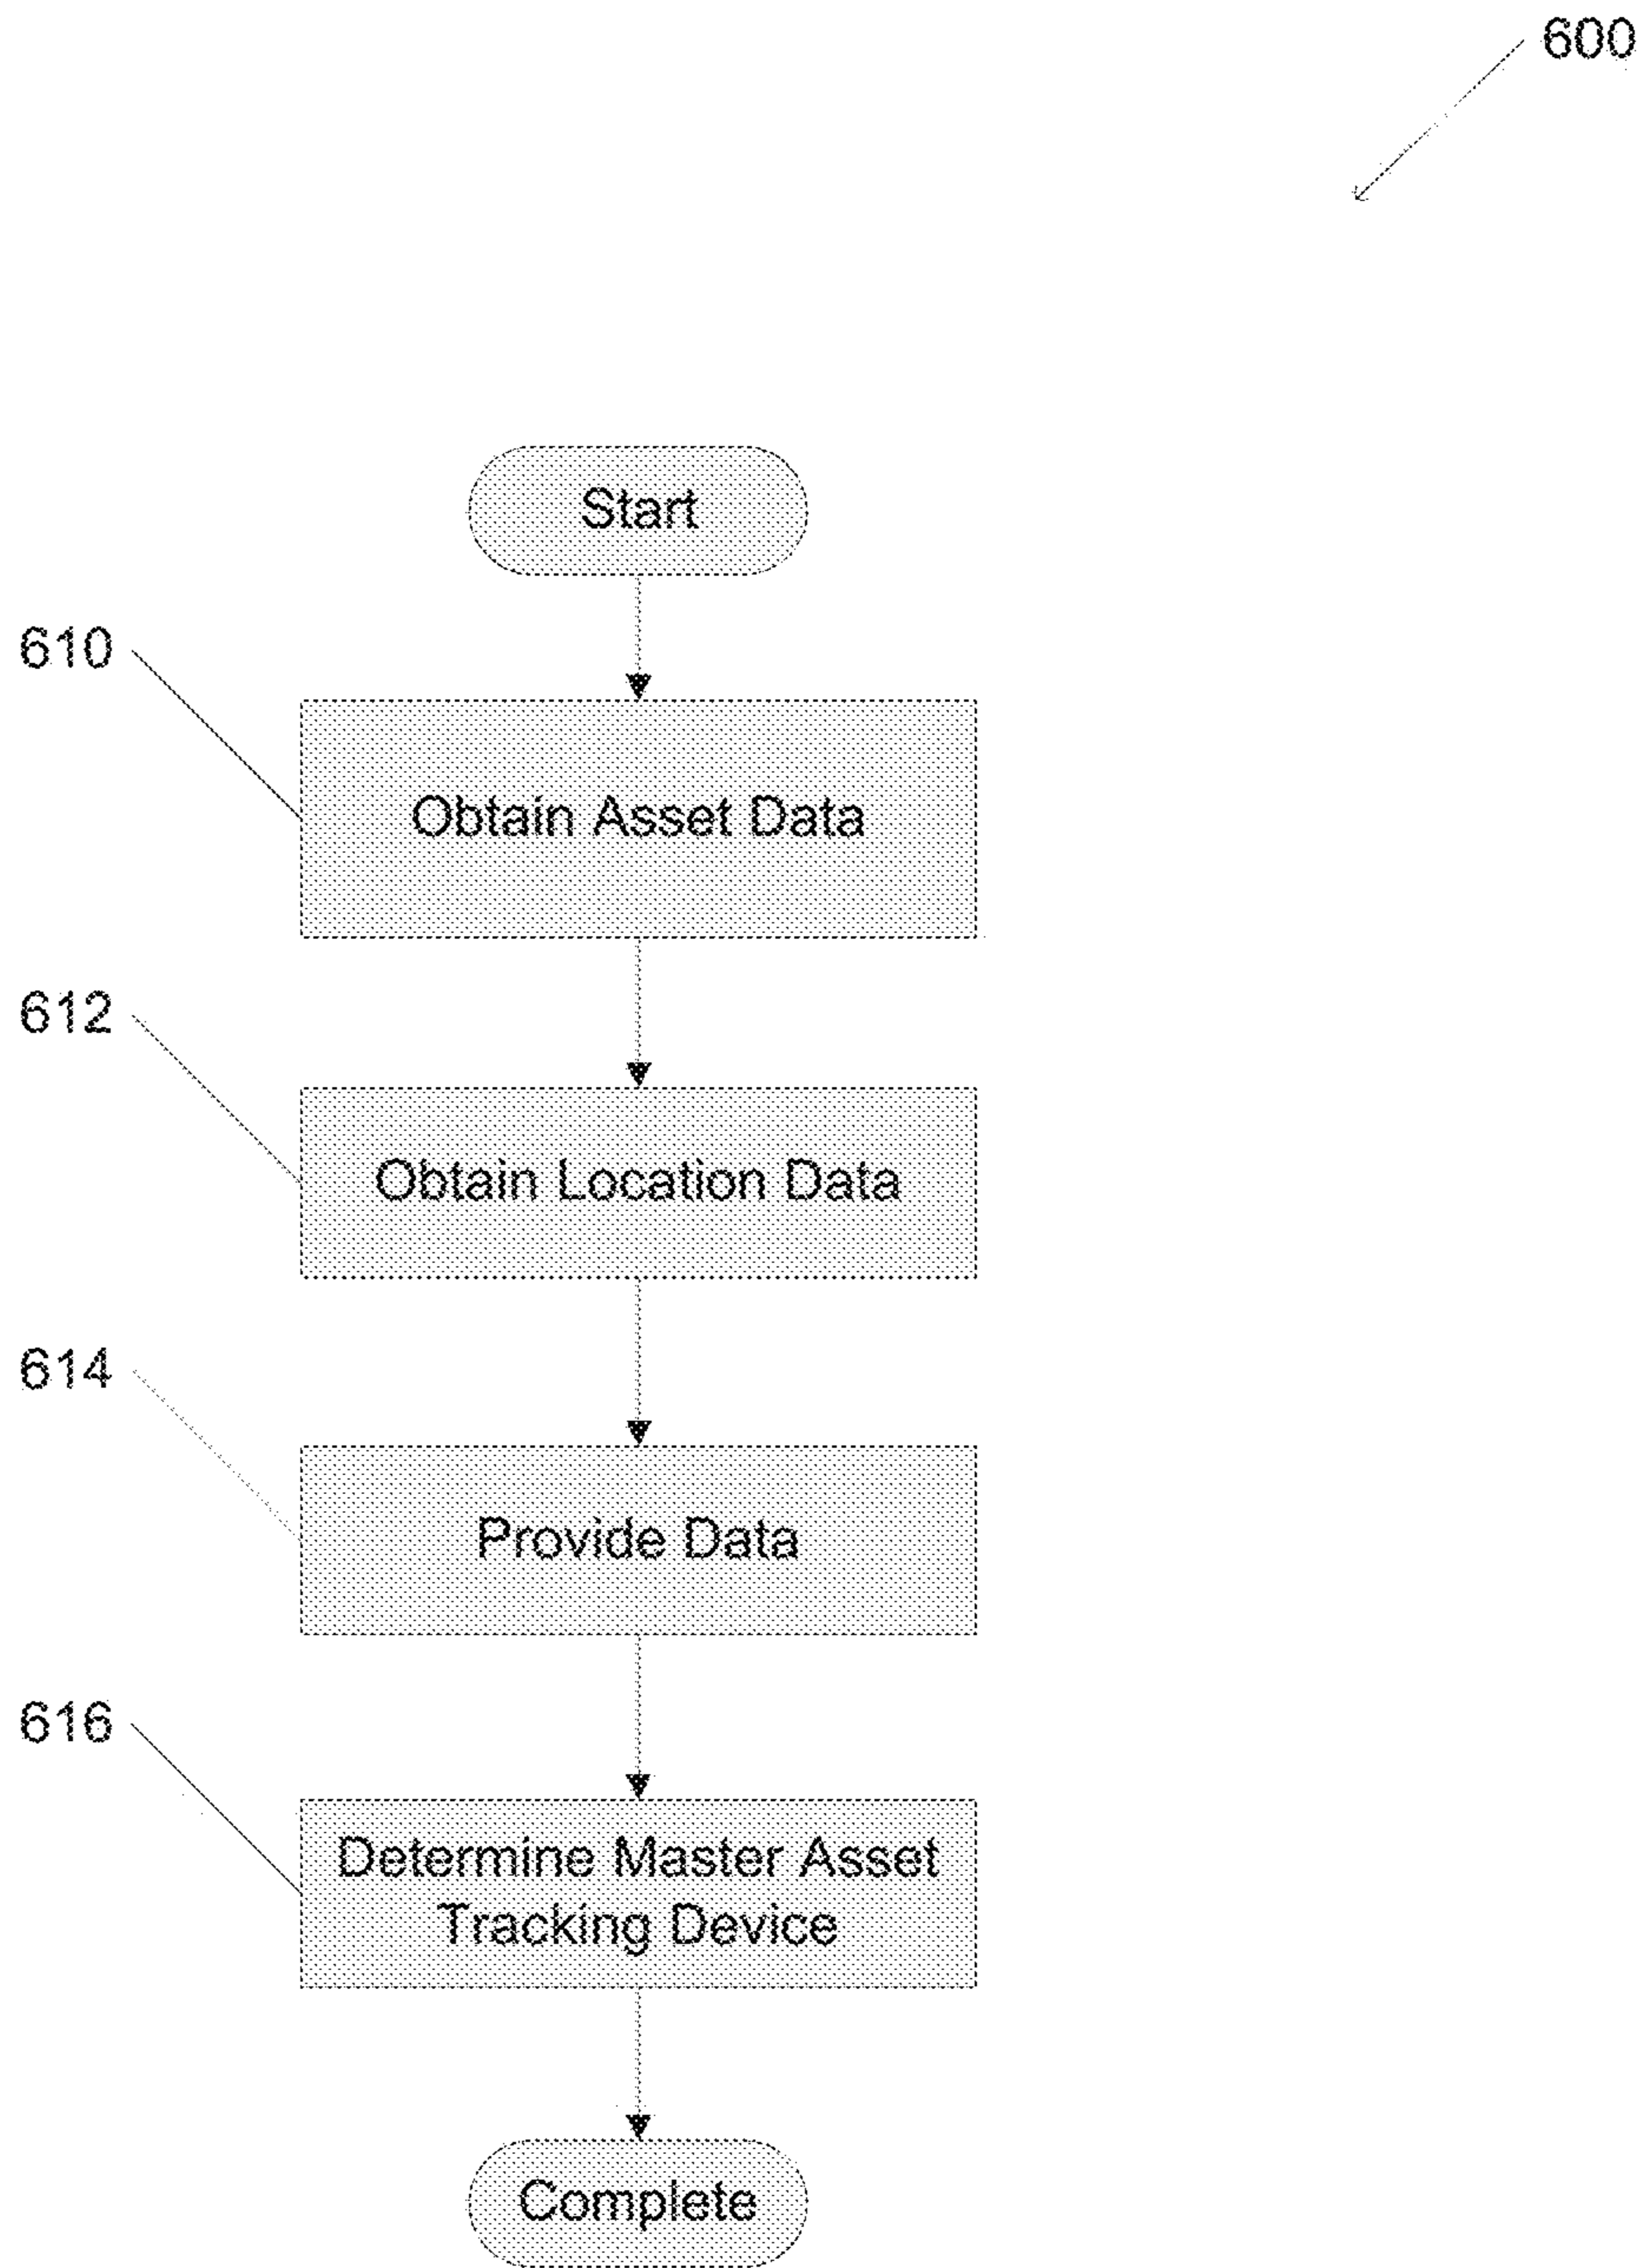 600
Start
610
Obtain Asset Data
612
Obtain Location Data
614
Provide Data
616
Determine Master Asset
Tracking Device
Complete